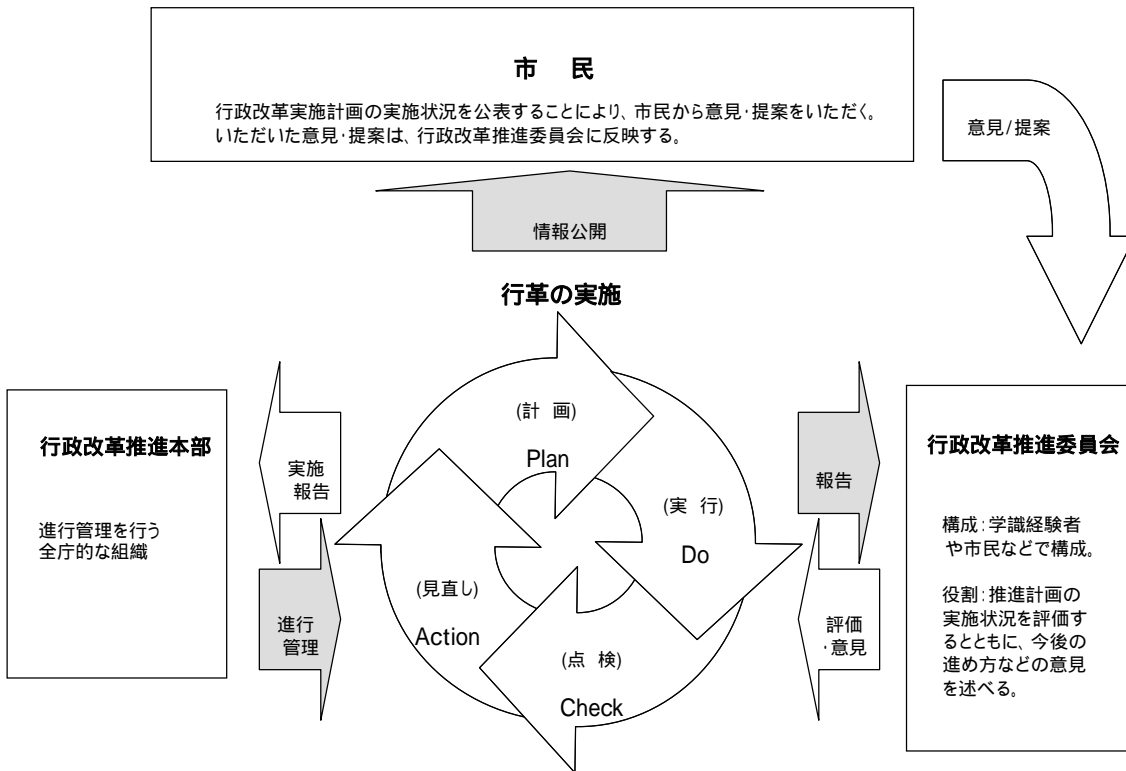 市 民
行政改革実施計画の実施状況を公表することにより、市民から意見・提案をいただく。
いただいた意見・提案は、行政改革推進委員会に反映する。
意見/提案
情報公開
行革の実施
行政改革推進本部
進行管理を行う
全庁的な組織
実施
報告
進行
管理
(計 画)
Plan
(実 行)
Do
(点 検)
Check
(見直し)
Action
報告
評価
・意見
行政改革推進委員会
構成:学識経験者
や市民などで構成。
役割:推進計画の
実施状況を評価す
るとともに、今後の
進め方などの意見
を述べる。